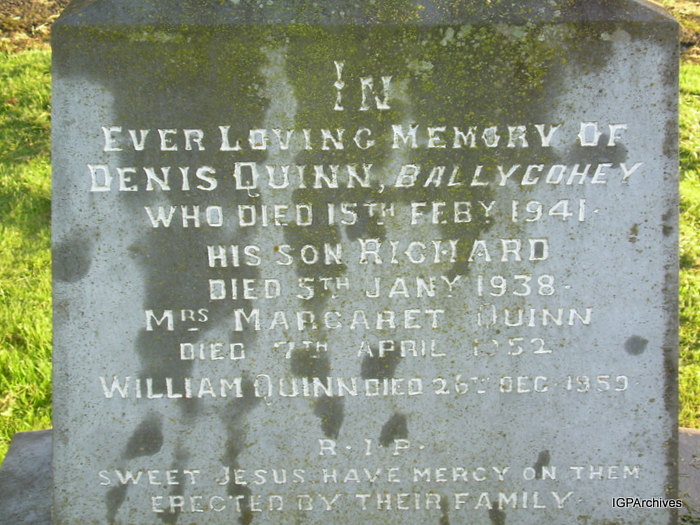 IN
EVER LOVING MEMORY OF
DENIS QUINN, BALLYCOHEY
WHO DIED 15TH FEBY 1941.
HIS SON RICHARD
DIED 5TH JANY 1938.
MRS MARGARET QUINN
DIED 7TH APRIL 1952
WILLIAM QUINN DIED 26TH DEC. 1959
R.I.P.
SWEET JESUS HAVE MERCY ON THEM
ERECTED BY THEIR FAMILY.
IGPArchives